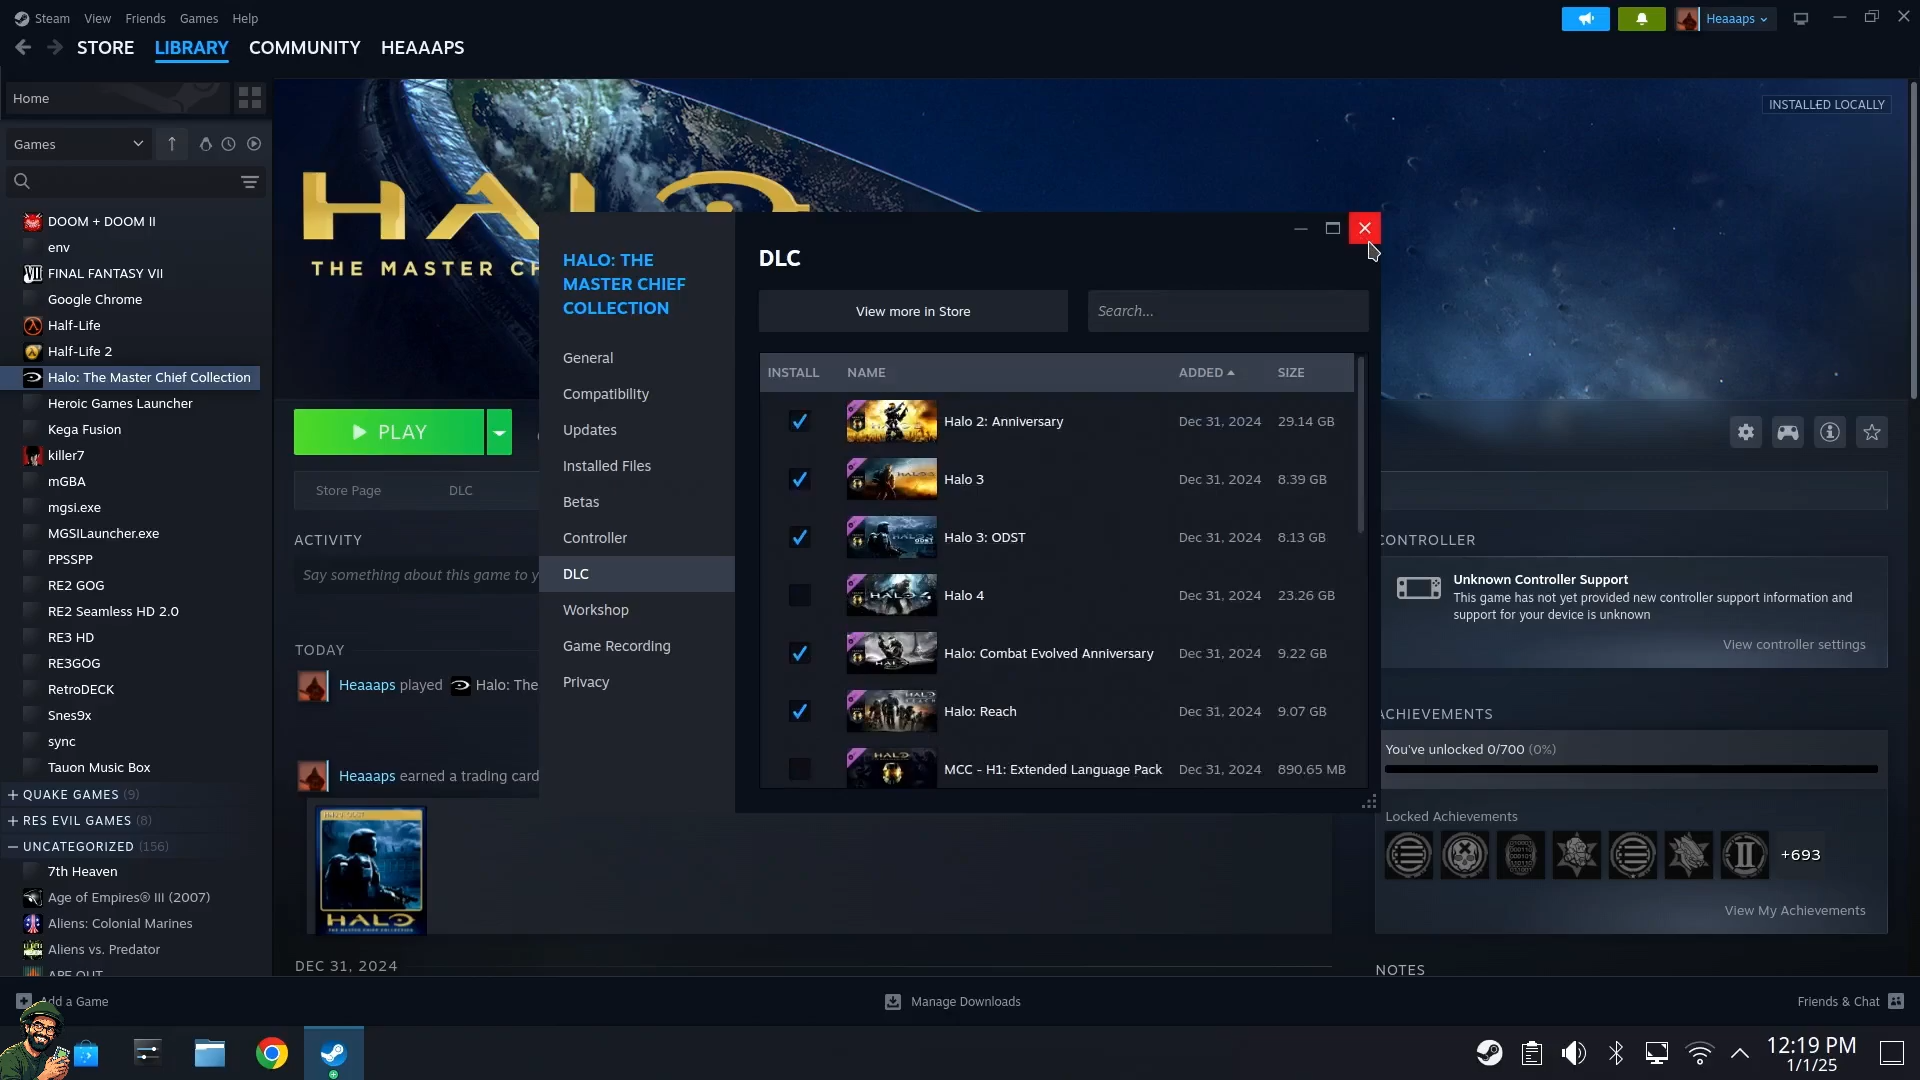 Steam View Friends Games Help
Heaaaps
STORE LIBRARY COMMUNITY HEAAAPS
Home
INSTALLED LOCALLY
Games
HALO
THE MASTER CH
DOOM + DOOM II
env
FINAL FANTASY VII
Google Chrome
Half-Life
Half-Life 2
Halo: The Master Chief Collection
Heroic Games Launcher
Kega Fusion
killer7
mGBA
mgsi.exe
MGSILauncher.exe
PPSSPP
RE2 GOG
RE2 Seamless HD 2.0
RE3 HD
RE3GOG
RetroDECK
Snes9x
sync
Tauon Music Box
QUAKE GAMES (9)
RES EVIL GAMES (8)
UNCATEGORIZED (156)
7th Heaven
Age of Empires® III (2007)
Aliens: Colonial Marines
Aliens vs. Predator
APE OUT
PLAY
Store Page DLC
ACTIVITY
Say something about this game to y
TODAY
Heaaaps played Halo: The
Heaaaps earned a trading card
HALO
DEC 31, 2024
HALO: THE
MASTER CHIEF
COLLECTION
General
Compatibility
Updates
Installed Files
Betas
Controller
DLC
Workshop
Game Recording
Privacy
DLC
View more in Store Search...
INSTALL NAME ADDED SIZE
Halo 2: Anniversary Dec 31, 2024 29.14 GB
Halo 3 Dec 31, 2024 8.39 GB
Halo 3: ODST Dec 31, 2024 8.13 GB
Halo 4 Dec 31, 2024 23.26 GB
Halo: Combat Evolved Anniversary Dec 31, 2024 9.22 GB
Halo: Reach Dec 31, 2024 9.07 GB
MCC - H1: Extended Language Pack Dec 31, 2024 890.65 MB
CONTROLLER
Unknown Controller Support
This game has not yet provided new controller support information and
support for your device is unknown
View controller settings
ACHIEVEMENTS
You've unlocked 0/700 (0%)
Locked Achievements
+693
View My Achievements
NOTES
Add a Game
Manage Downloads
Friends & Chat
12:19 PM
1/1/25